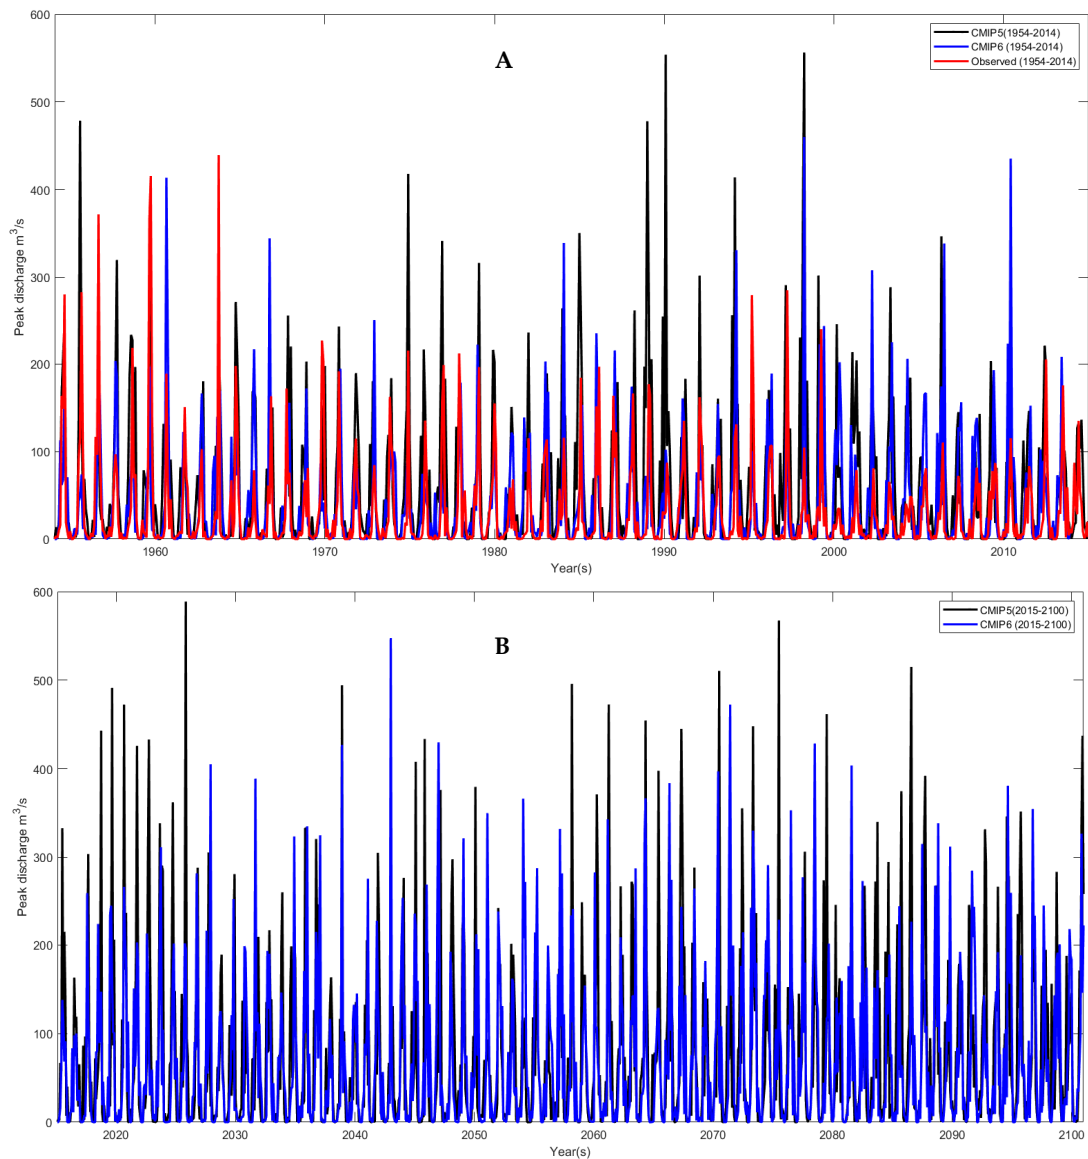 600
500
400
300
200
100
0
Peak discharge m³/s
A
CMIP5(1954-2014)
CMIP6 (1954-2014)
Observed (1954-2014)
1960 1970 1980 1990 2000 2010
Year(s)
600
500
400
300
200
100
0
Peak discharge m³/s
B
CMIP5(2015-2100)
CMIP6 (2015-2100)
2020 2030 2040 2050 2060 2070 2080 2090 2100
Year(s)